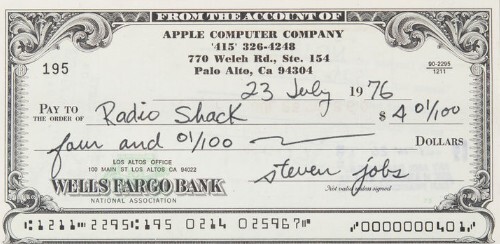 FROM THE ACCOUNT OF
APPLE COMPUTER COMPANY
'415' 326-4248
770 Welch Rd., Ste. 154
Palo Alto, Ca 94304
195
90-2295
1211
23 July 1976
PAY TO
THE ORDER OF Radio Shack $ 4 01/100
four and 01/100 DOLLARS
LOS ALTOS OFFICE
100 MAIN ST LOS ALTOS, CA 94022
WELLS FARGO BANK
NATIONAL ASSOCIATION
steven jobs
Not valid unless signed
⑆1211⑉2295⑆195 0214 025967⑈ ⑈0000000401⑈